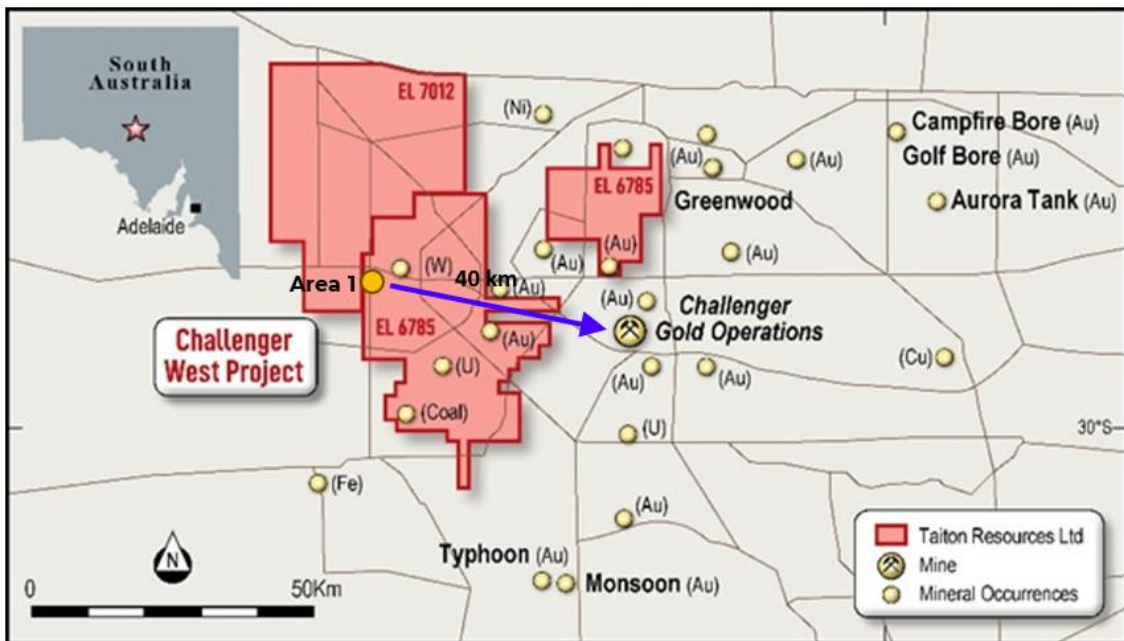 South
Australia
Adelaide
EL 7012
(Ni)
Campfire Bore (Au)
(Au)
(Au)
Golf Bore (Au)
EL 6785
Greenwood
Aurora Tank (Au)
(Au)
(W)
(Au)
(Au)
Area 1
40 km
(Au)
(Au)
Challenger
Gold Operations
EL 6785
Challenger
West Project
(Au)
(Cu)
(U)
(Au)
(Au)
(Coal)
(U)
30°S
(Fe)
(Au)
N
Typhoon (Au)
Monsoon (Au)
0
50Km
Taiton Resources Ltd
Mine
Mineral Occurrences